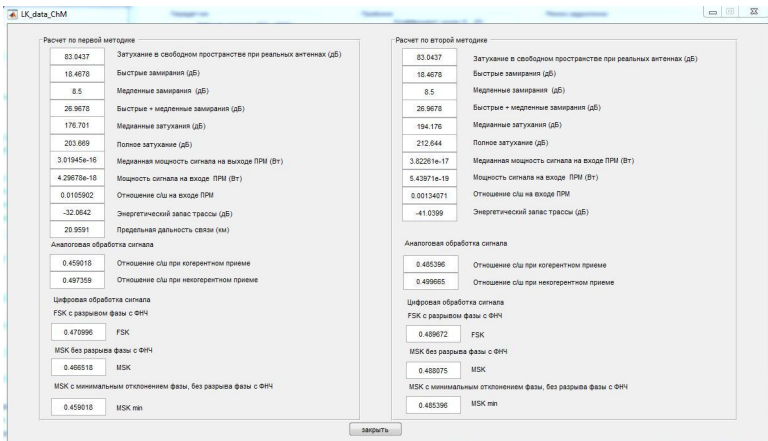 LK_data_ChM
Расчет по первой методике
83.0437 Затухание в свободном пространстве при реальных антеннах (дБ)
18.4678 Быстрые замирания (дБ)
8.5 Медленные замирания (дБ)
26.9678 Быстрые + медленные замирания (дБ)
176.701 Медианные затухания (дБ)
203.669 Полное затухание (дБ)
3.01945e-16 Медианная мощность сигнала на выходе ПРМ (Вт)
4.29678e-18 Мощность сигнала на входе ПРМ (Вт)
0.0105902 Отношение с/ш на входе ПРМ
-32.0642 Энергетический запас трассы (дБ)
20.9591 Предельная дальность связи (км)
Аналоговая обработка сигнала
0.459018 Отношение с/ш при когерентном приеме
0.497359 Отношение с/ш при некогерентном приеме
Цифровая обработка сигнала
FSK с разрывом фазы с ФНЧ
0.470996 FSK
MSK без разрыва фазы с ФНЧ
0.466518 MSK
MSK с минимальным отклонением фазы, без разрыва фазы с ФНЧ
0.459018 MSK min
Расчет по второй методике
83.0437 Затухание в свободном пространстве при реальных антеннах (дБ)
18.4678 Быстрые замирания (дБ)
8.5 Медленные замирания (дБ)
26.9678 Быстрые + медленные замирания (дБ)
194.176 Медианные затухания (дБ)
212.644 Полное затухание (дБ)
3.82261e-17 Медианная мощность сигнала на входе ПРМ (Вт)
5.43971e-19 Мощность сигнала на входе ПРМ (Вт)
0.00134071 Отношение с/ш на входе ПРМ
-41.0399 Энергетический запас трассы (дБ)
Аналоговая обработка сигнала
0.485396 Отношение с/ш при когерентном приеме
0.499665 Отношение с/ш при некогерентном приеме
Цифровая обработка сигнала
FSK с разрывом фазы с ФНЧ
0.489672 FSK
MSK без разрыва фазы с ФНЧ
0.488075 MSK
MSK с минимальным отклонением фазы, без разрыва фазы с ФНЧ
0.485396 MSK min
закрыть